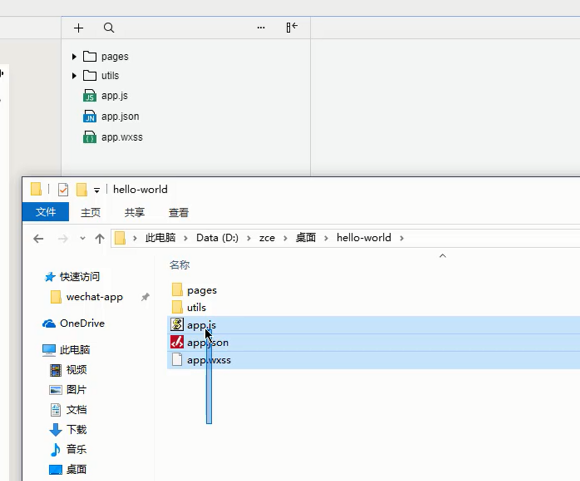 pages
utils
JS app.js
JN app.json
app.wxss
hello-world
文件 主页 共享 查看
此电脑 Data (D:) zce 桌面 hello-world
名称
快速访问
wechat-app
OneDrive
此电脑
视频
图片
文档
下载
音乐
桌面
pages
utils
app.js
app.json
app.wxss